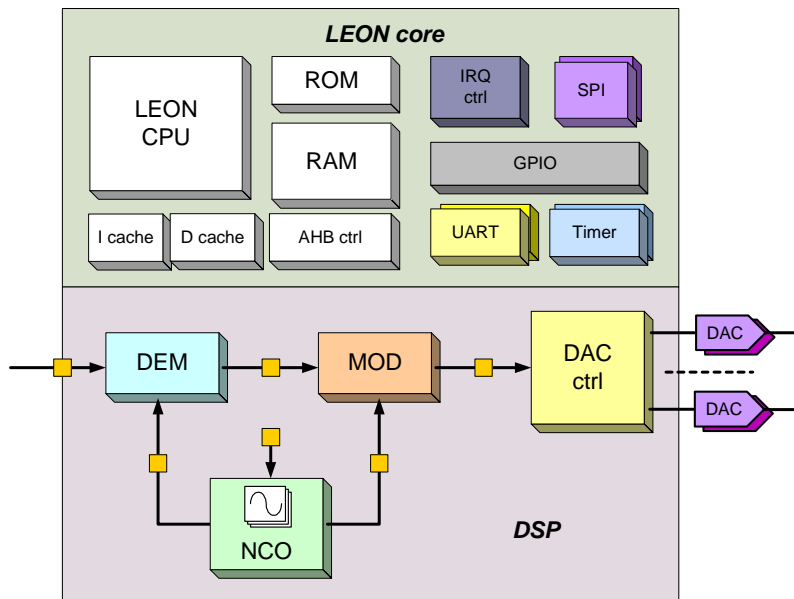 LEON core
LEON
CPU
ROM
RAM
IRQ
ctrl
SPI
GPIO
I cache
D cache
AHB ctrl
UART
Timer
DEM
MOD
DAC
ctrl
DAC
DAC
NCO
DSP